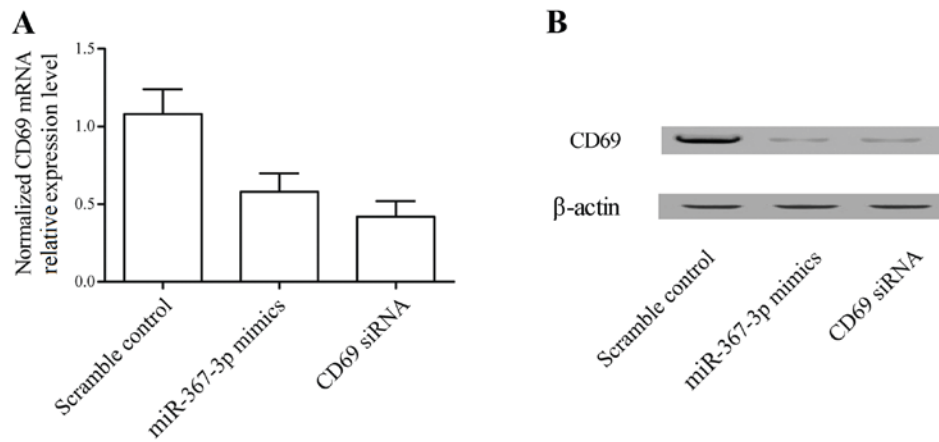 A
Normalized CD69 mRNA
relative expression level
1.5
1.0
0.5
0.0
Scramble control
miR-367-3p mimics
CD69 siRNA
B
CD69
β-actin
Scramble control
miR-367-3p mimics
CD69 siRNA